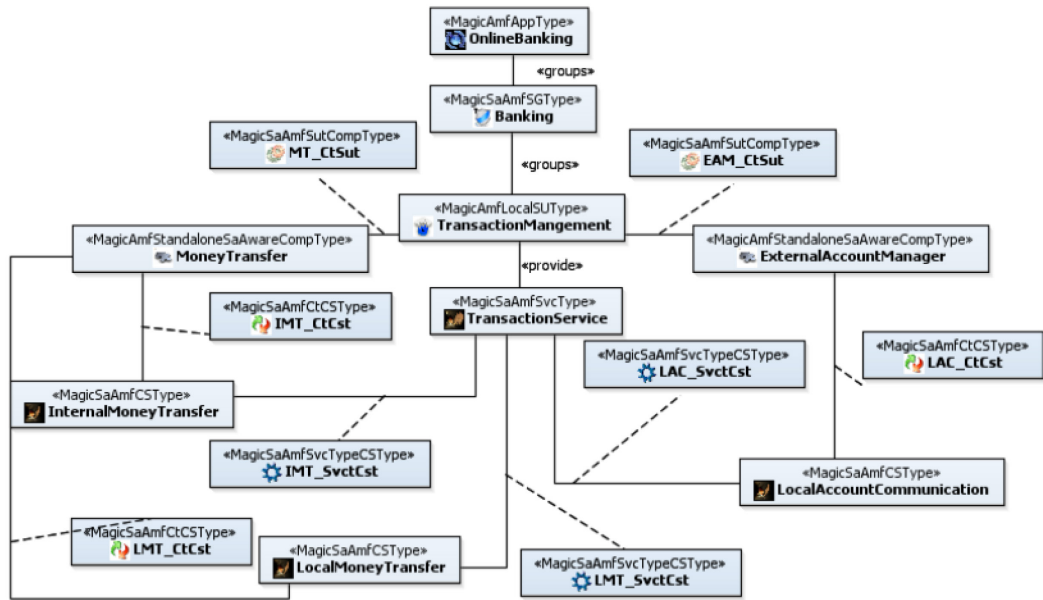 «MagicAmfAppType»
OnlineBanking
«groups»
«MagicSaAmfSGType»
Banking
«MagicSaAmfSutCompType»
MT_CtSut
«MagicSaAmfSutCompType»
EAM_CtSut
«groups»
«MagicAmfLocalSUType»
TransactionMangement
«MagicAmfStandaloneSaAwareCompType»
MoneyTransfer
«MagicAmfStandaloneSaAwareCompType»
ExternalAccountManager
«provide»
«MagicSaAmfCtCSType»
IMT_CtCst
«MagicSaAmfSvcType»
TransactionService
«MagicSaAmfSvcTypeCSType»
LAC_SvctCst
«MagicSaAmfCtCSType»
LAC_CtCst
«MagicSaAmfCSType»
InternalMoneyTransfer
«MagicSaAmfSvcTypeCSType»
IMT_SvctCst
«MagicSaAmfCSType»
LocalAccountCommunication
«MagicSaAmfCtCSType»
LMT_CtCst
«MagicSaAmfCSType»
LocalMoneyTransfer
«MagicSaAmfSvcTypeCSType»
LMT_SvctCst